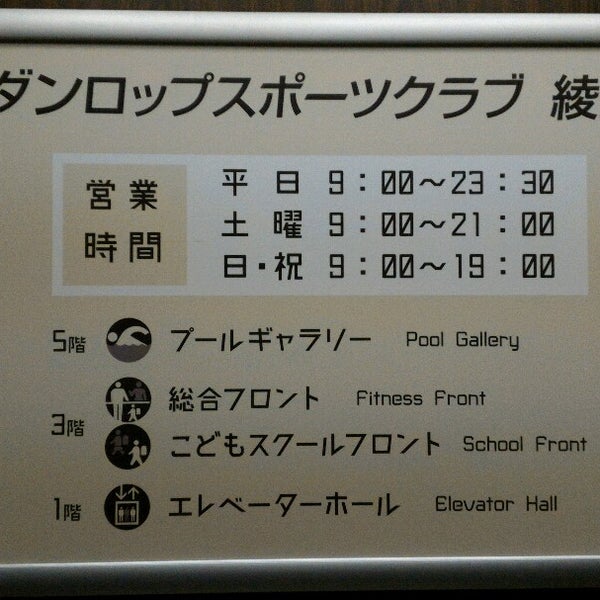 ダンロップスポーツクラブ 綾
営業時間
平日 9：00～23：30
土曜 9：00～21：00
日・祝 9：00～19：00
5階 プールギャラリー Pool Gallery
3階 総合フロント Fitness Front
こどもスクールフロント School Front
1階 エレベーターホール Elevator Hall